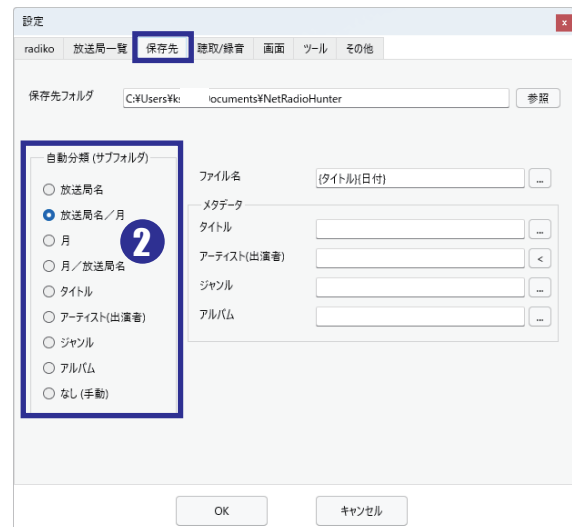 設定
x
radiko 放送局一覧 保存先 聴取/録音 画面 ツール その他
保存先フォルダ C:¥Users¥ks ocuments¥NetRadioHunter 参照
自動分類 (サブフォルダ)
放送局名
放送局名/月
月
月/放送局名
タイトル
アーティスト(出演者)
ジャンル
アルバム
なし (手動)
2
ファイル名 {タイトル}{日付} ...
メタデータ
タイトル ...
アーティスト(出演者) <
ジャンル ...
アルバム ...
OK キャンセル